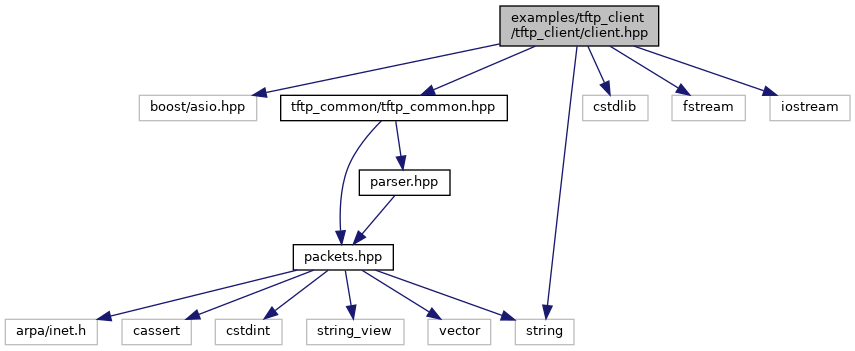 examples/tftp_client
/tftp_client/client.hpp
boost/asio.hpp
tftp_common/tftp_common.hpp
cstdlib
fstream
iostream
parser.hpp
packets.hpp
arpa/inet.h
cassert
cstdint
string_view
vector
string